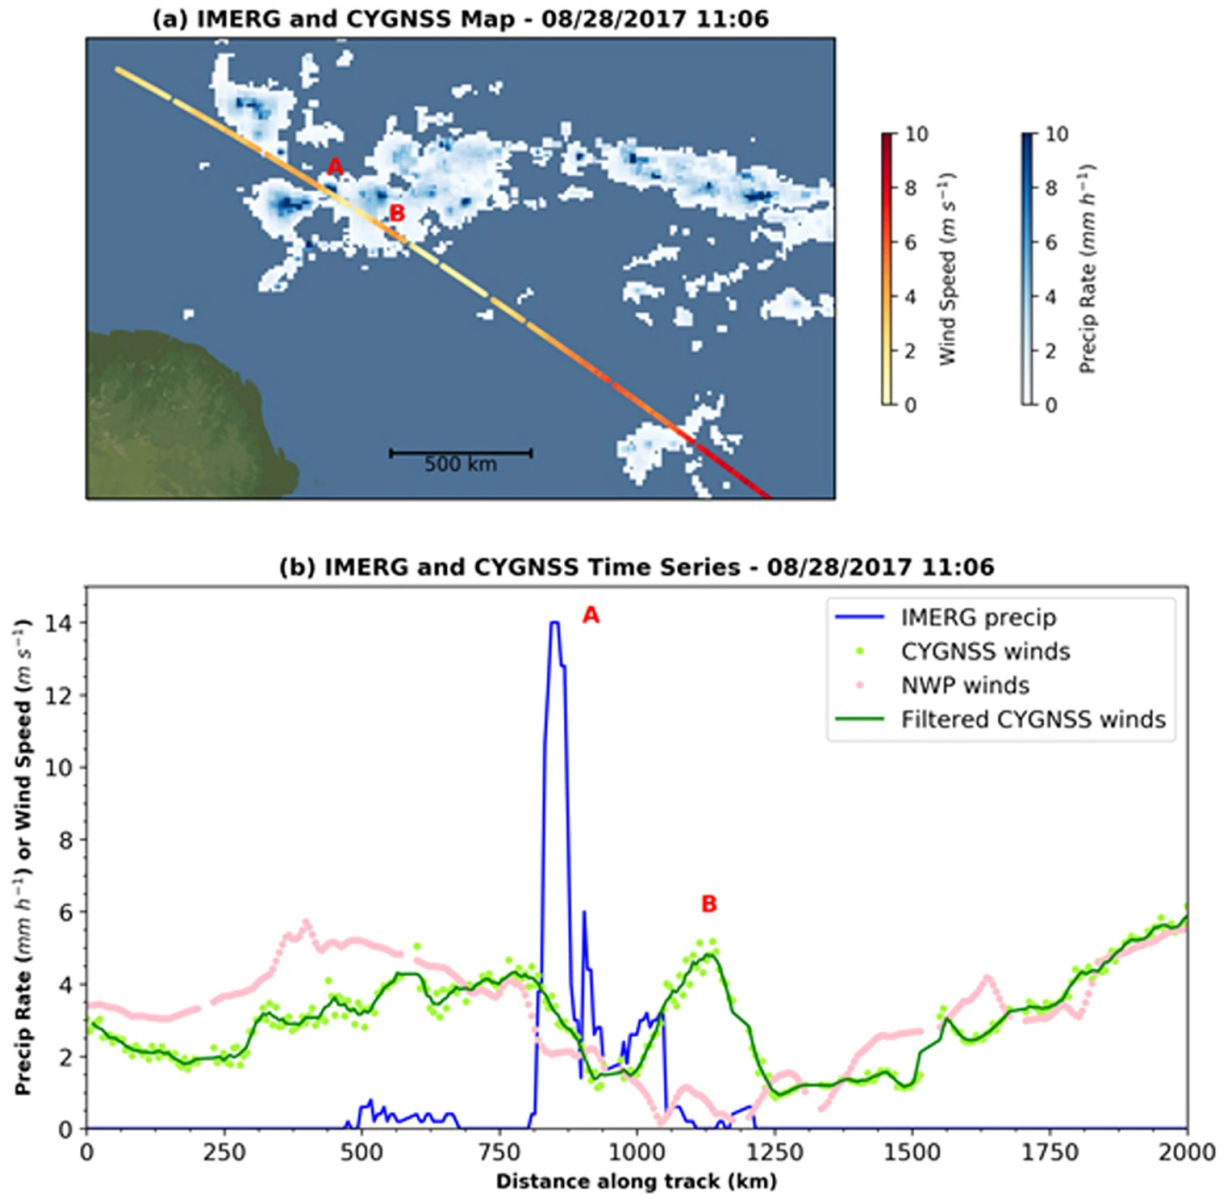 (a) IMERG and CYGNSS Map - 08/28/2017 11:06
A
B
500 km
10
8
6
4
2
0
Wind Speed (m s⁻¹)
10
8
6
4
2
0
Precip Rate (mm h⁻¹)
(b) IMERG and CYGNSS Time Series - 08/28/2017 11:06
Precip Rate (mm h⁻¹) or Wind Speed (m s⁻¹)
14
12
10
8
6
4
2
0
A
B
IMERG precip
CYGNSS winds
NWP winds
Filtered CYGNSS winds
0 250 500 750 1000 1250 1500 1750 2000
Distance along track (km)